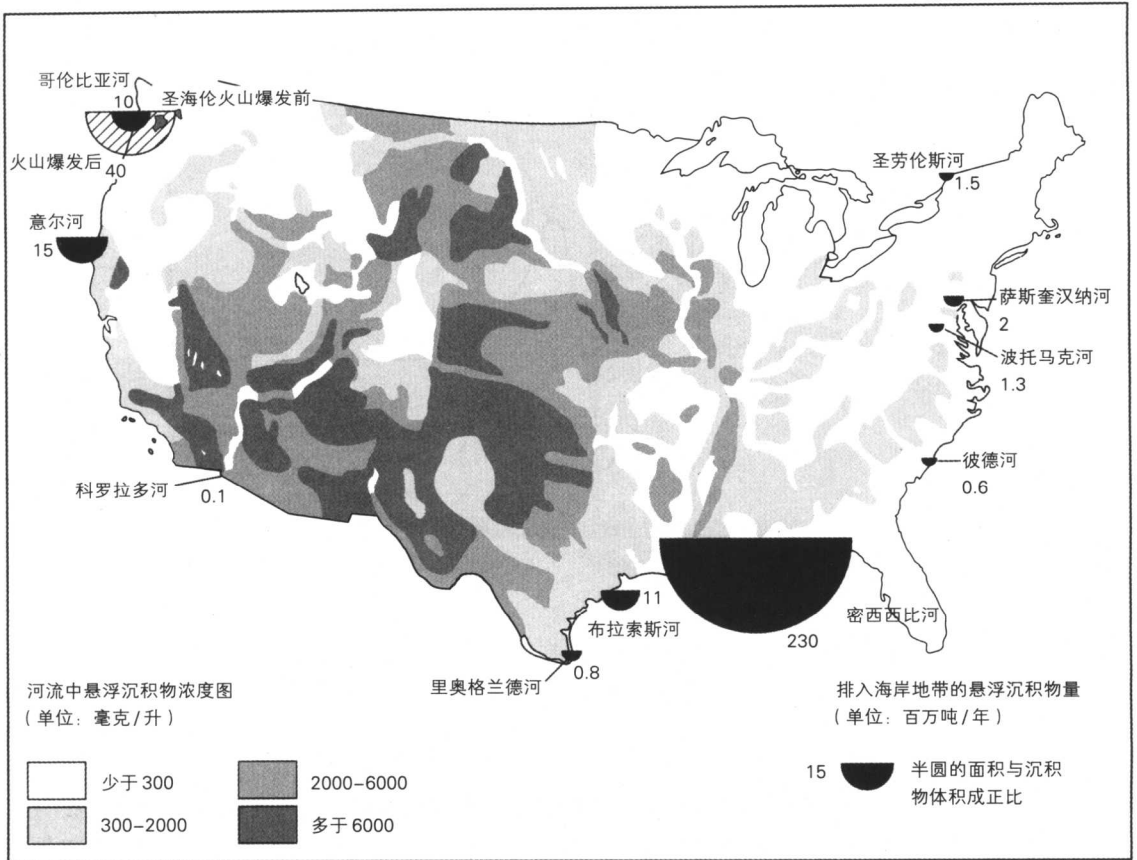 哥伦比亚河
10
圣海伦火山爆发前
火山爆发后
40
意尔河
15
圣劳伦斯河
1.5
萨斯奎汉纳河
2
波托马克河
1.3
彼德河
0.6
科罗拉多河
0.1
11
布拉索斯河
密西西比河
230
里奥格兰德河
0.8
河流中悬浮沉积物浓度图
（单位：毫克/升）
少于300
2000-6000
300-2000
多于6000
排入海岸地带的悬浮沉积物量
（单位：百万吨/年）
15
半圆的面积与沉积
物体积成正比